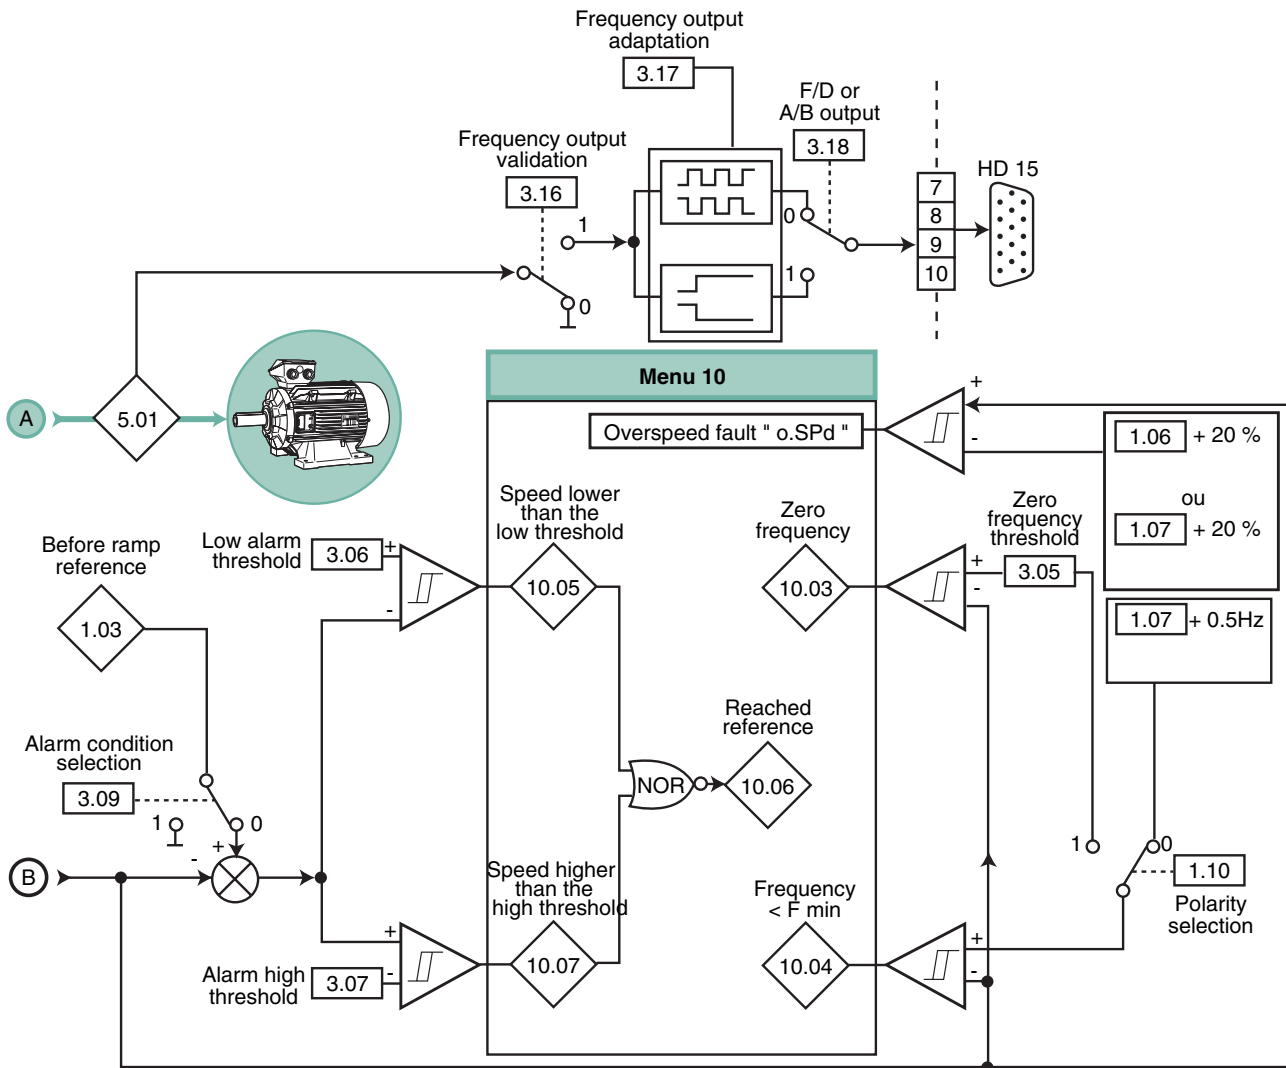 Frequency output
adaptation
3.17
F/D or
A/B output
3.18
Frequency output
validation
3.16
HD 15
7
8
9
10
1
0
0
1
A
5.01
Menu 10
Overspeed fault " o.SPd "
+
-
1.06 + 20 %
ou
1.07 + 20 %
Before ramp
reference
1.03
Low alarm
threshold
3.06
+
-
Speed lower
than the
low threshold
10.05
Zero
frequency
10.03
+
-
Zero
frequency
threshold
3.05
1.07 + 0.5Hz
Alarm condition
selection
3.09
1
0
+
-
B
NOR
Reached
reference
10.06
1
0
1.10
Polarity
selection
Speed higher
than the
high threshold
10.07
+
-
Alarm high
threshold
3.07
Frequency
< F min
10.04
+
-